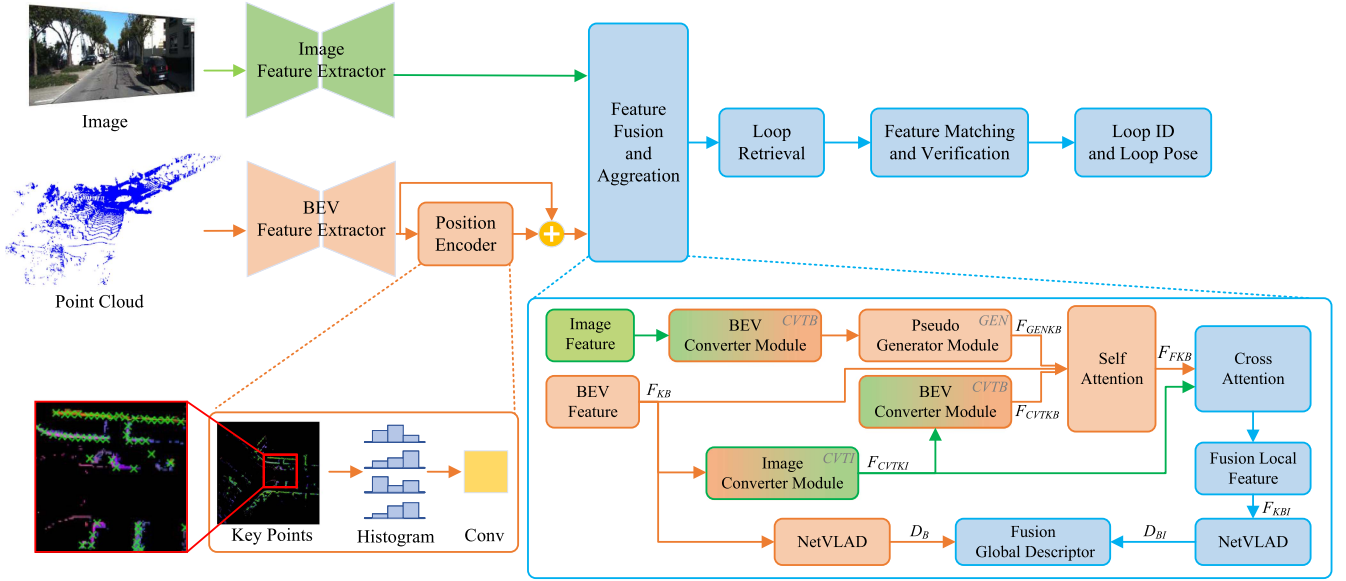 Image
Image
Feature Extractor
Point Cloud
BEV
Feature Extractor
Position
Encoder
Feature
Fusion
and
Aggreation
Loop
Retrieval
Feature Matching
and Verification
Loop ID
and Loop Pose
Key Points
Histogram
Conv
Image
Feature
BEV
Converter Module
CVTB
Pseudo
Generator Module
GEN
F_GENKB
Self
Attention
F_FKB
Cross
Attention
BEV
Feature
F_KB
BEV
Converter Module
CVTB
F_CVTKB
Image
Converter Module
CVTI
F_CVTKI
Fusion Local
Feature
F_KBI
NetVLAD
D_B
Fusion
Global Descriptor
D_BI
NetVLAD